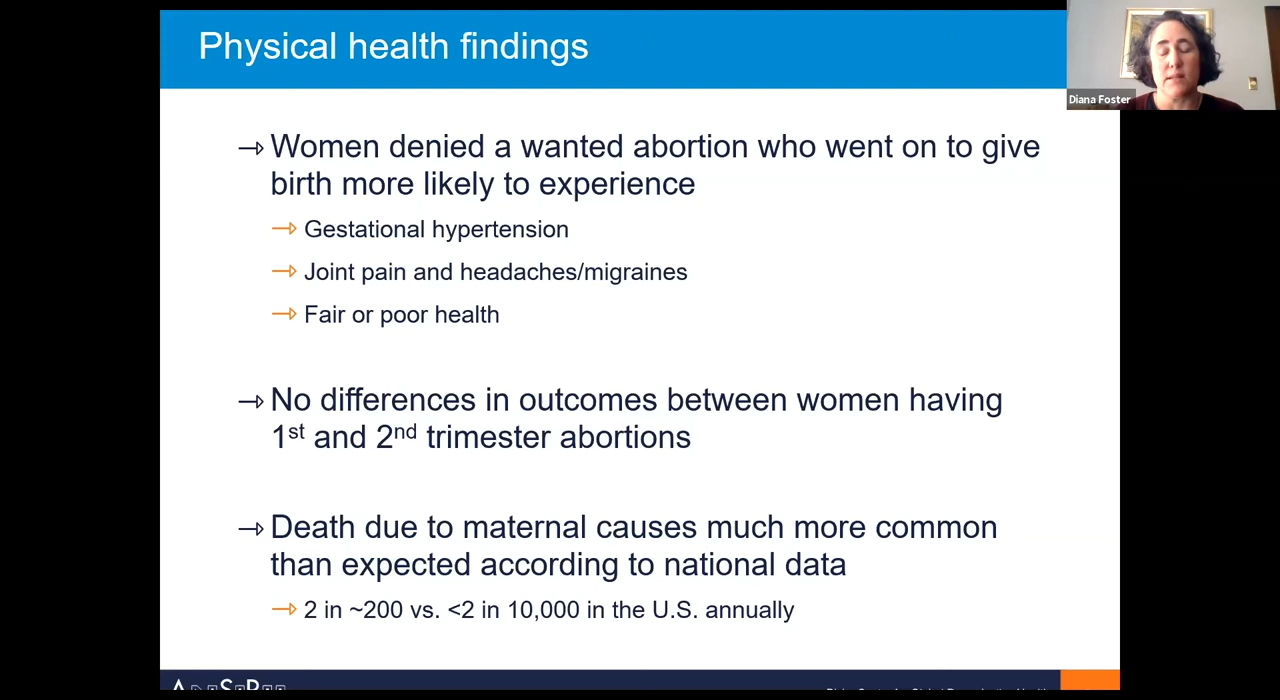 Physical health findings
Diana Foster
Women denied a wanted abortion who went on to give
birth more likely to experience
Gestational hypertension
Joint pain and headaches/migraines
Fair or poor health
No differences in outcomes between women having
1st and 2nd trimester abortions
Death due to maternal causes much more common
than expected according to national data
2 in ~200 vs. <2 in 10,000 in the U.S. annually